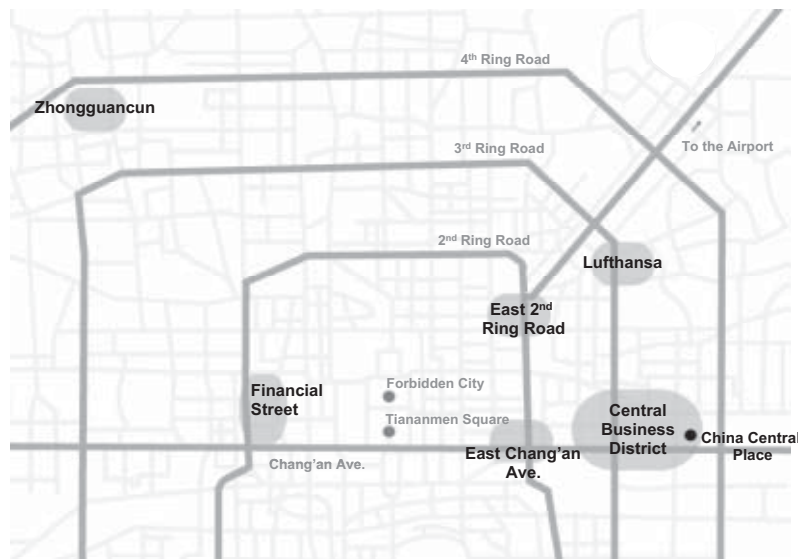 4th Ring Road
Zhongguancun
3rd Ring Road
To the Airport
2nd Ring Road
Lufthansa
East 2nd
Ring Road
Forbidden City
Financial
Street
Tiananmen Square
Central
Business
District
China Central
Place
East Chang’an
Ave.
Chang’an Ave.